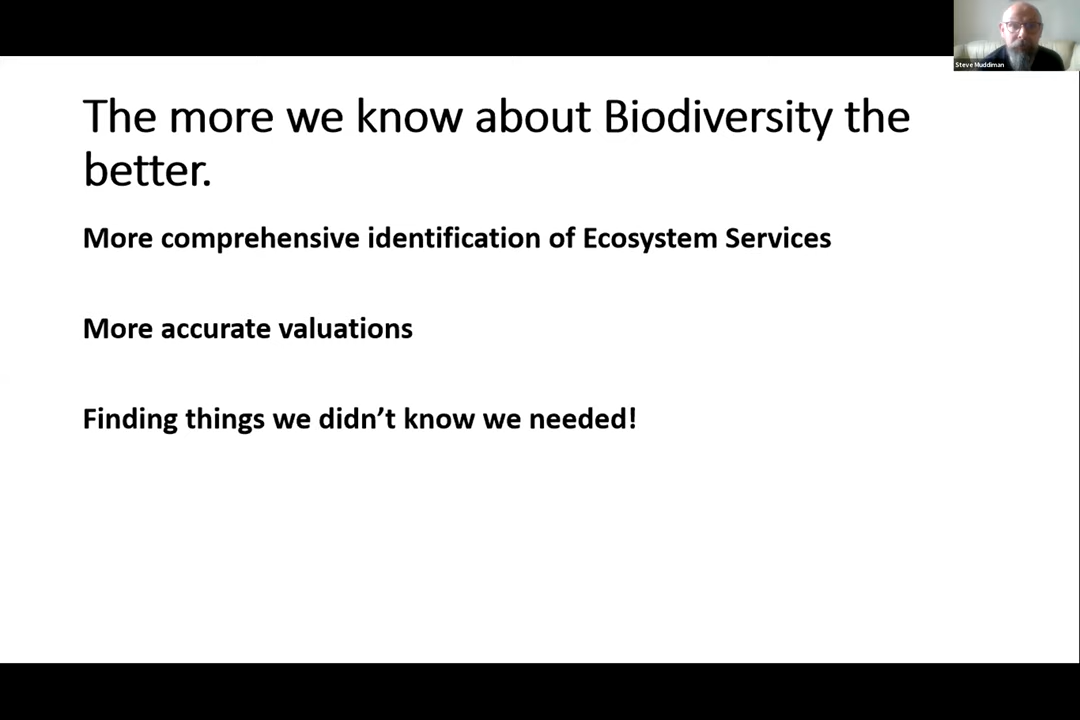 Steve Muddiman
The more we know about Biodiversity the
better.
More comprehensive identification of Ecosystem Services
More accurate valuations
Finding things we didn’t know we needed!